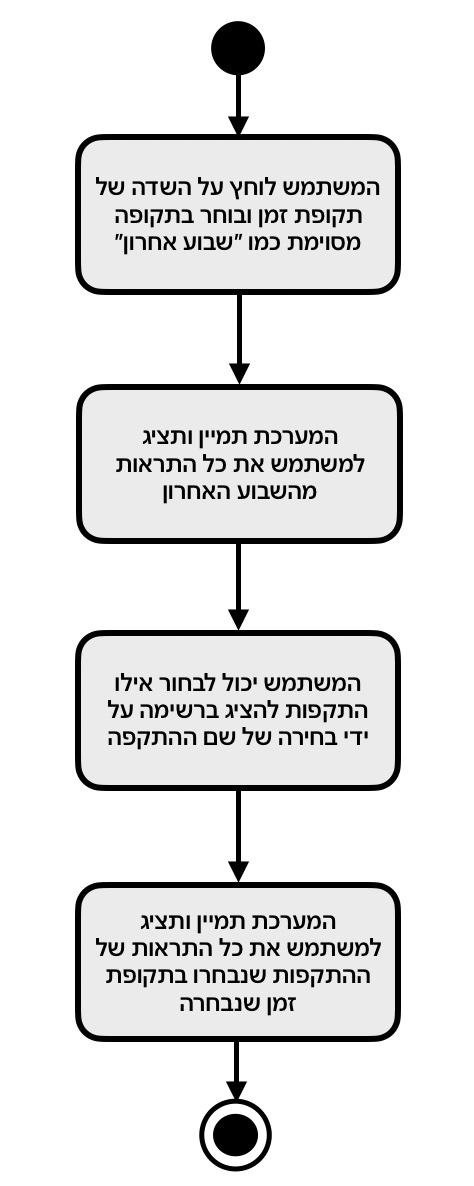 המשתמש לוחץ על השדה של
תקופת זמן ובוחר בתקופה
מסוימת כמו "שבוע אחרון"
המערכת תמיין ותציג
למשתמש את כל התראות
מהשבוע האחרון
המשתמש יכול לבחור אילו
התקפות להציג ברשימה על
ידי בחירה של שם ההתקפה
המערכת תמיין ותציג
למשתמש את כל התראות של
ההתקפות שנבחרו בתקופת
זמן שנבחרה